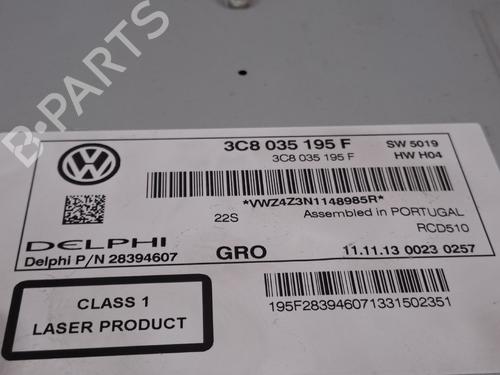 3C8 035 195 F
SW 5019
3C8 035 195 F
HW H04
*VWZ4Z3N1148985R*
22S
Assembled in PORTUGAL
RCD510
DELPHI
Delphi P/N 28394607
GRO
11.11.13 0023 0257
CLASS 1
LASER PRODUCT
195F283946071331502351
B-PARTS